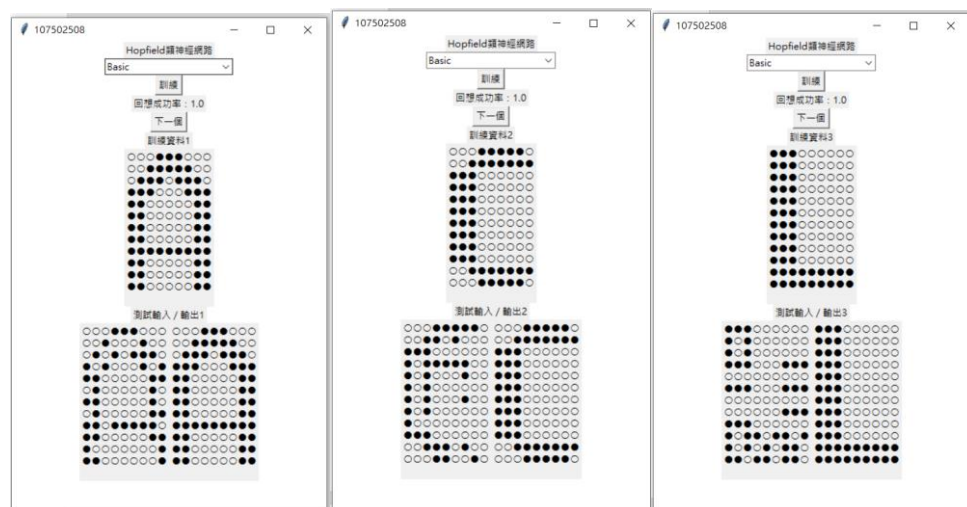 107502508
Hopfield類神經網路
Basic
訓練
回想成功率：1.0
下一個
訓練資料1
測試輸入 / 輸出1
107502508
Hopfield類神經網路
Basic
訓練
回想成功率：1.0
下一個
訓練資料2
測試輸入 / 輸出2
107502508
Hopfield類神經網路
Basic
訓練
回想成功率：1.0
下一個
訓練資料3
測試輸入 / 輸出3